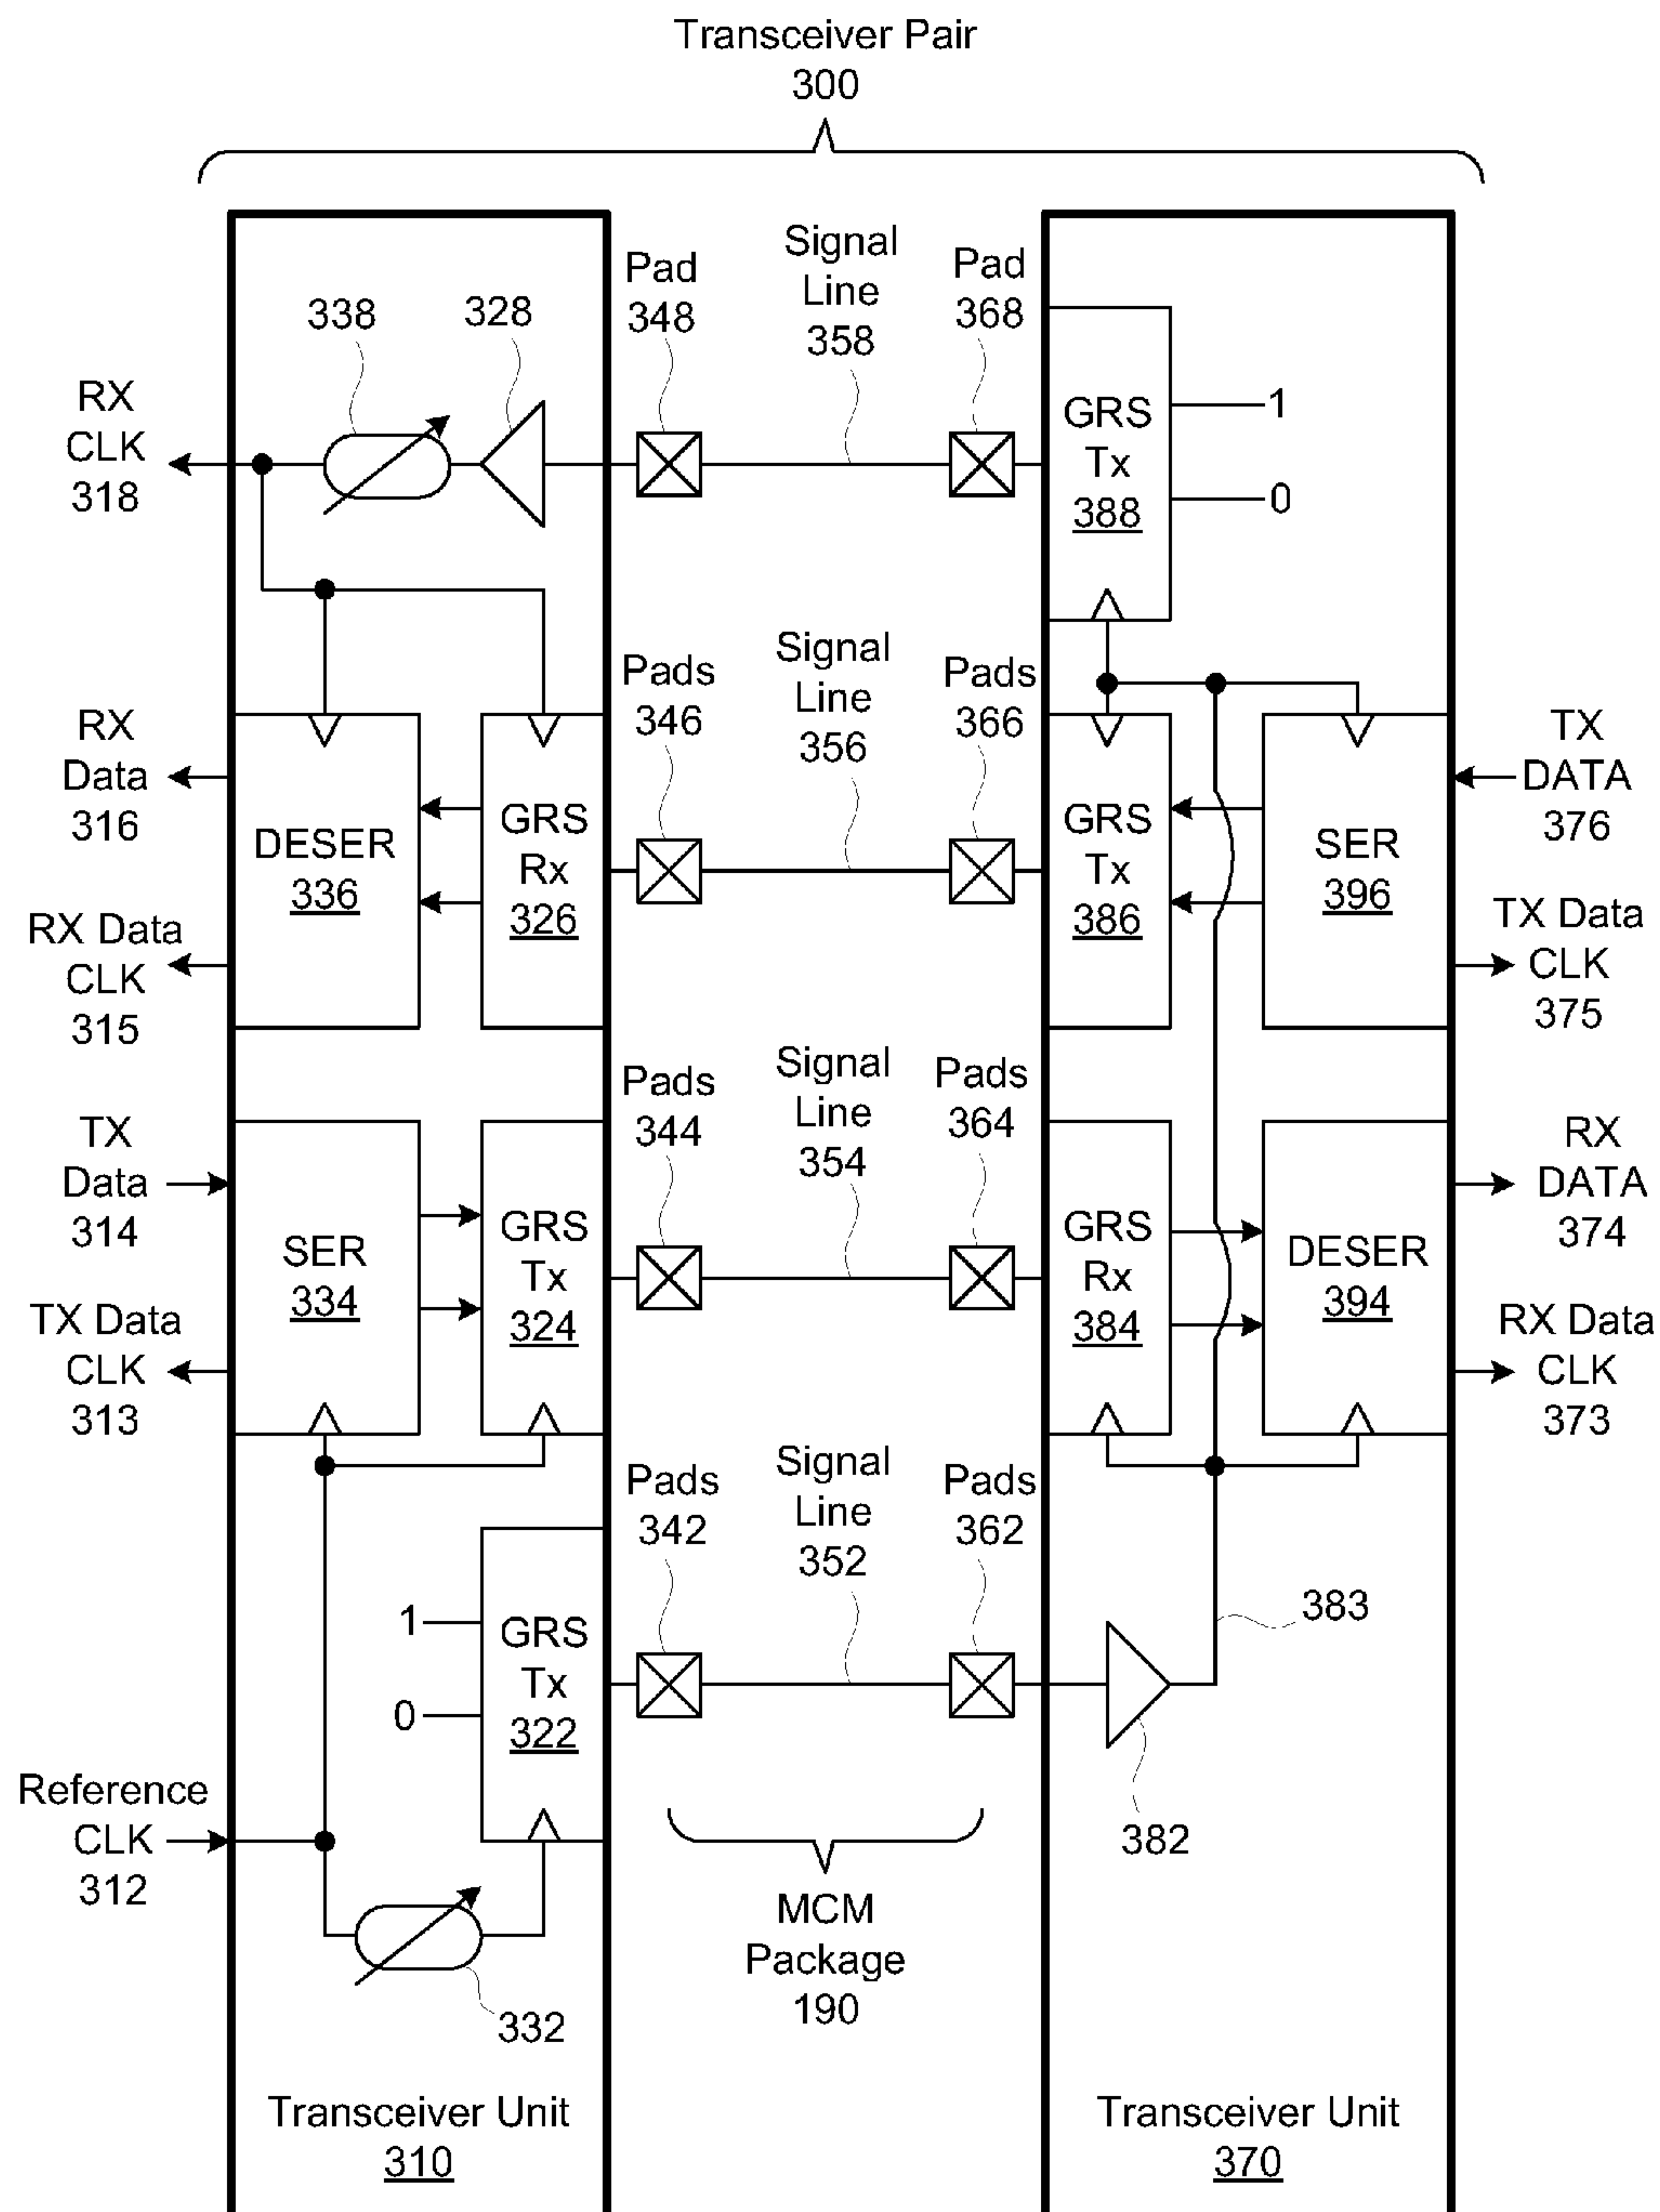 Transceiver Pair
300
338
328
Pad
348
Signal
Line
358
Pad
368
RX
CLK
318
GRS
Tx
388
1
0
Pads
346
Signal
Line
356
Pads
366
RX
Data
316
RX Data
CLK
315
DESER
336
GRS
Rx
326
GRS
Tx
386
SER
396
TX
DATA
376
TX Data
CLK
375
Pads
344
Signal
Line
354
Pads
364
TX
Data
314
TX Data
CLK
313
SER
334
GRS
Tx
324
GRS
Rx
384
DESER
394
RX
DATA
374
RX Data
CLK
373
Pads
342
Signal
Line
352
Pads
362
1
0
GRS
Tx
322
383
382
Reference
CLK
312
332
MCM
Package
190
Transceiver Unit
310
Transceiver Unit
370